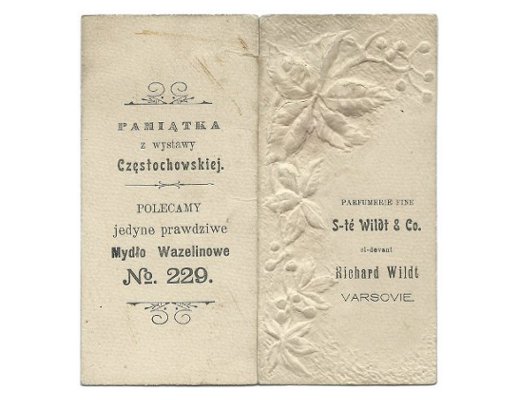 PAMIĄTKA
z wystawy
Częstochowskiej.
POLECAMY
jedyne prawdziwe
Mydło Wazelinowe
No. 229.
PARFUMERIE FINE
S-té Wildt & Co.
ci-devant
Richard Wildt
VARSOVIE.